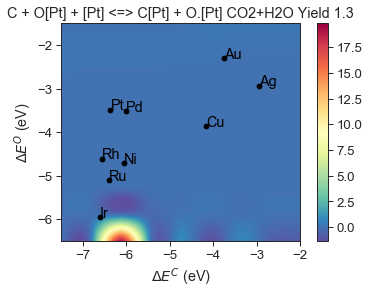 C + O[Pt] + [Pt] <=> C[Pt] + O.[Pt] CO2+H2O Yield 1.3
−2
−3
−4
−5
−6
ΔE^O (eV)
Au
Ag
Pt
Pd
Cu
Rh
Ni
Ru
Ir
−7
−6
−5
−4
−3
−2
ΔE^C (eV)
17.5
15.0
12.5
10.0
7.5
5.0
2.5
0.0